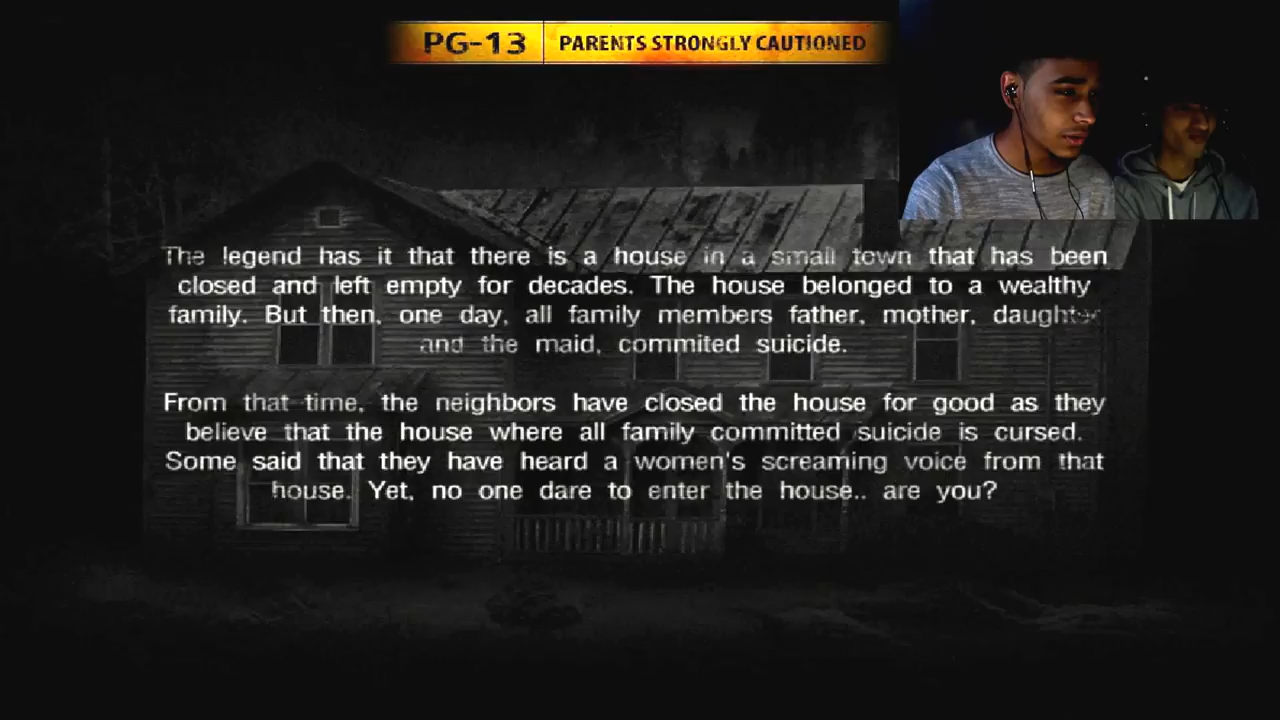 PG-13 PARENTS STRONGLY CAUTIONED
The legend has it that there is a house in a small town that has been
closed and left empty for decades. The house belonged to a wealthy
family. But then, one day, all family members father, mother, daughter
and the maid, commited suicide.
From that time, the neighbors have closed the house for good as they
believe that the house where all family committed suicide is cursed.
Some said that they have heard a women's screaming voice from that
house. Yet, no one dare to enter the house.. are you?